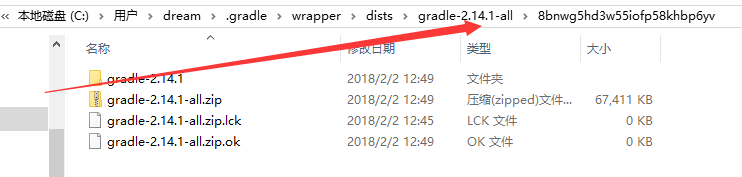 « 本地磁盘 (C:) › 用户 › dream › .gradle › wrapper › dists › gradle-2.14.1-all › 8bnwg5hd3w55iofp58khbp6yv
名称 修改日期 类型 大小
gradle-2.14.1 2018/2/2 12:49 文件夹
gradle-2.14.1-all.zip 2018/2/2 12:49 压缩(zipped)文件... 67,411 KB
gradle-2.14.1-all.zip.lck 2018/2/2 12:45 LCK 文件 0 KB
gradle-2.14.1-all.zip.ok 2018/2/2 12:49 OK 文件 0 KB